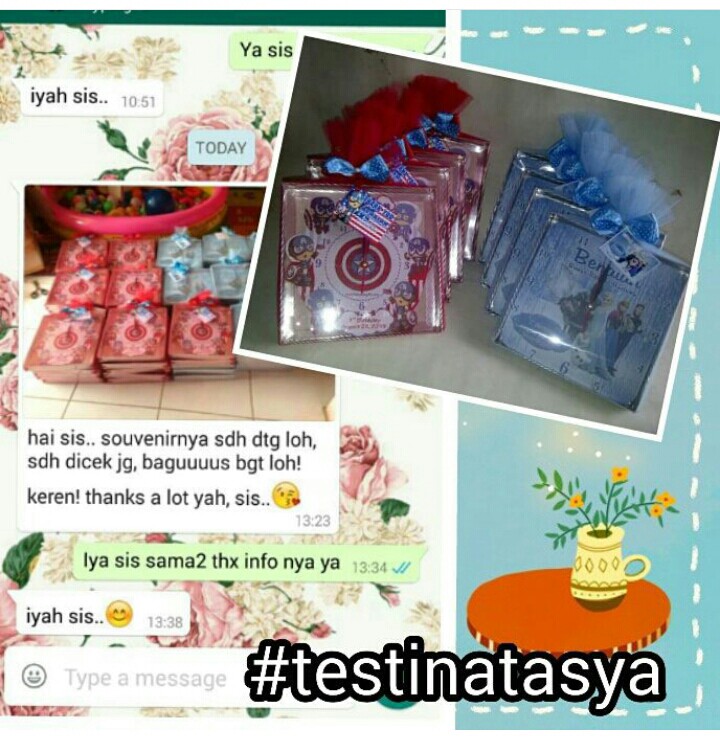 Ya sis
iyah sis.. 10:51
TODAY
hai sis.. souvenirnya sdh dtg loh,
sdh dicek jg, baguuuus bgt loh!
keren! thanks a lot yah, sis..
13:23
Iya sis sama2 thx info nya ya 13:34
iyah sis.. 13:38
Type a message
#testinatasya